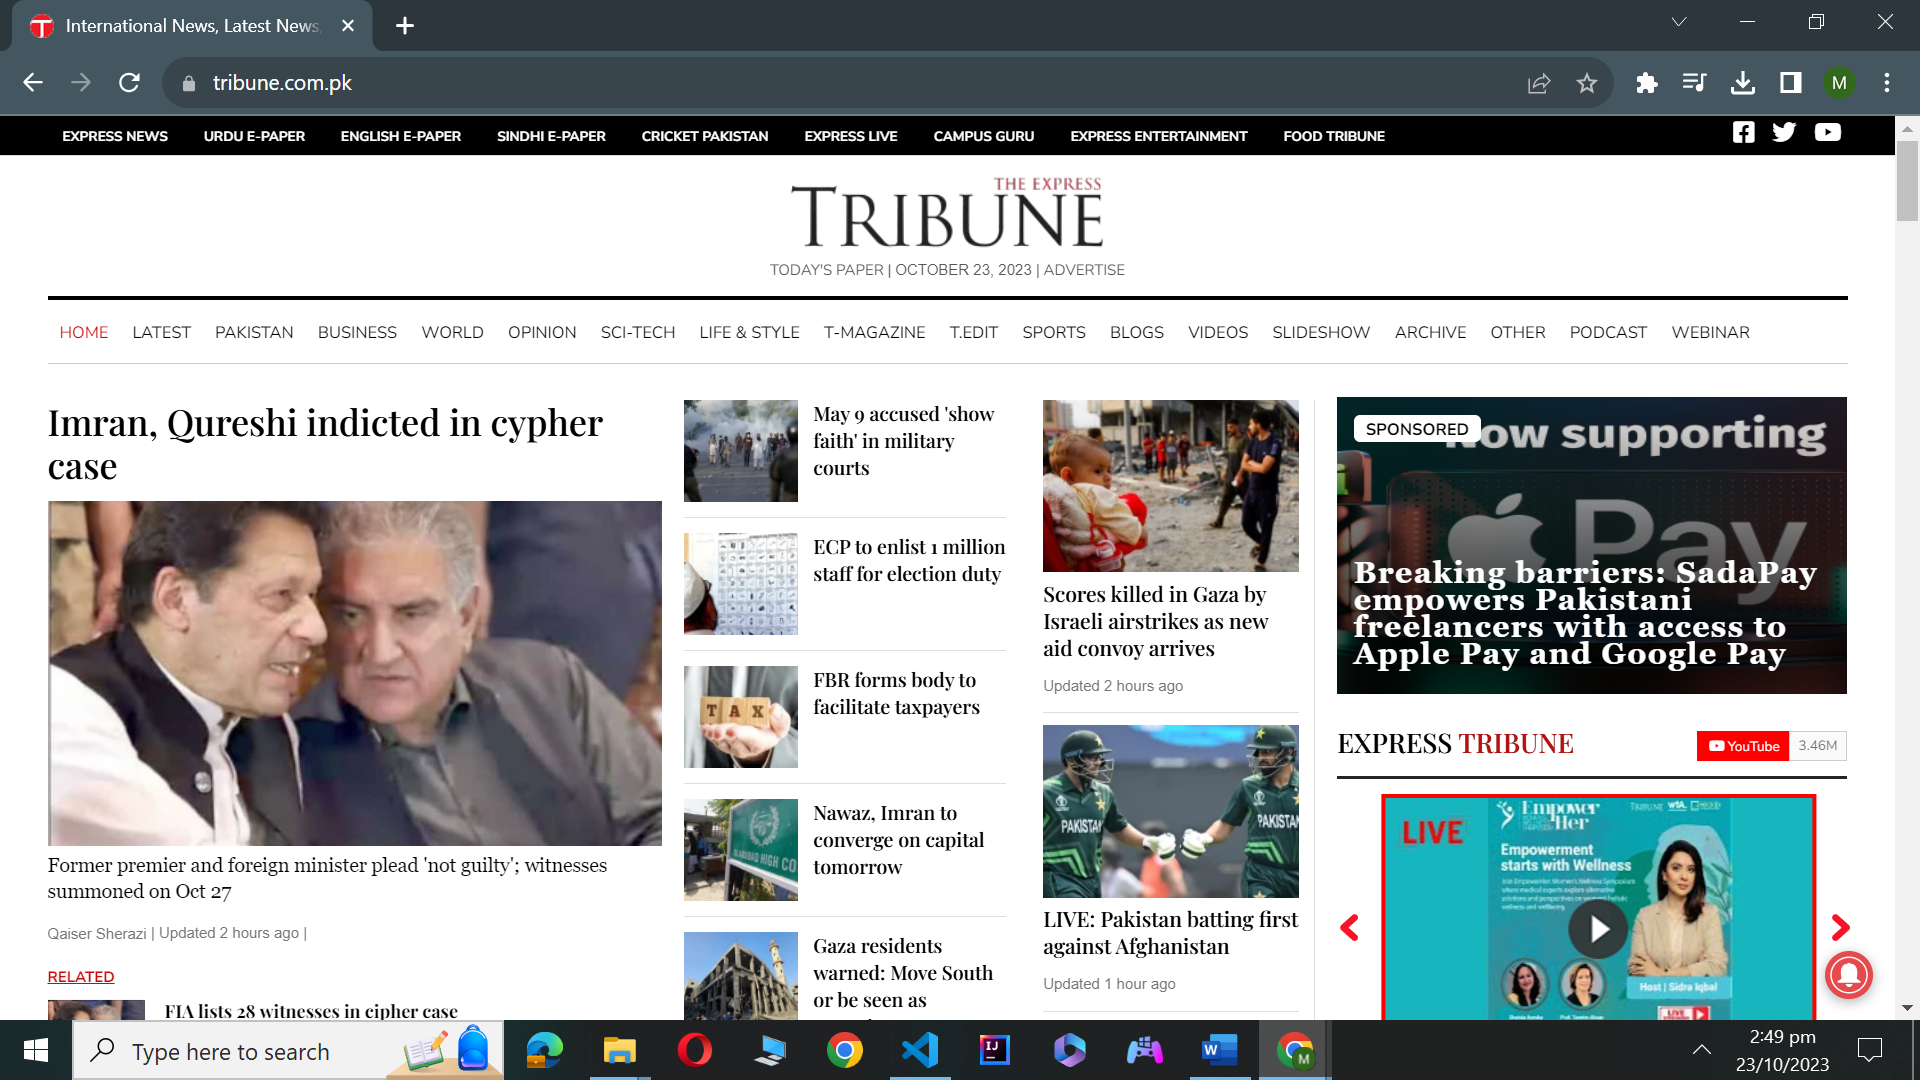 International News, Latest News,
tribune.com.pk
M
EXPRESS NEWS URDU E-PAPER ENGLISH E-PAPER SINDHI E-PAPER CRICKET PAKISTAN EXPRESS LIVE CAMPUS GURU EXPRESS ENTERTAINMENT FOOD TRIBUNE
THE EXPRESS
TRIBUNE
TODAY'S PAPER | OCTOBER 23, 2023 | ADVERTISE
HOME LATEST PAKISTAN BUSINESS WORLD OPINION SCI-TECH LIFE & STYLE T-MAGAZINE T.EDIT SPORTS BLOGS VIDEOS SLIDESHOW ARCHIVE OTHER PODCAST WEBINAR
Imran, Qureshi indicted in cypher
case
Former premier and foreign minister plead 'not guilty'; witnesses
summoned on Oct 27
Qaiser Sherazi | Updated 2 hours ago |
RELATED
FIA lists 28 witnesses in cipher case
May 9 accused 'show
faith' in military
courts
ECP to enlist 1 million
staff for election duty
TAX
FBR forms body to
facilitate taxpayers
HIGH CO
Nawaz, Imran to
converge on capital
tomorrow
Gaza residents
warned: Move South
or be seen as
Scores killed in Gaza by
Israeli airstrikes as new
aid convoy arrives
Updated 2 hours ago
PAKISTAN
PAKISTAN
LIVE: Pakistan batting first
against Afghanistan
Updated 1 hour ago
SPONSORED
Now supporting
Pay
Breaking barriers: SadaPay
empowers Pakistani
freelancers with access to
Apple Pay and Google Pay
EXPRESS TRIBUNE
YouTube 3.46M
LIVE
Empower
Her
TRIBUNE
Empowerment
starts with Wellness
Host | Sidra Iqbal
Type here to search
2:49 pm
23/10/2023